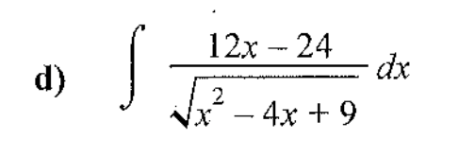 d) ∫ (12x – 24) / √(x² – 4x + 9) dx